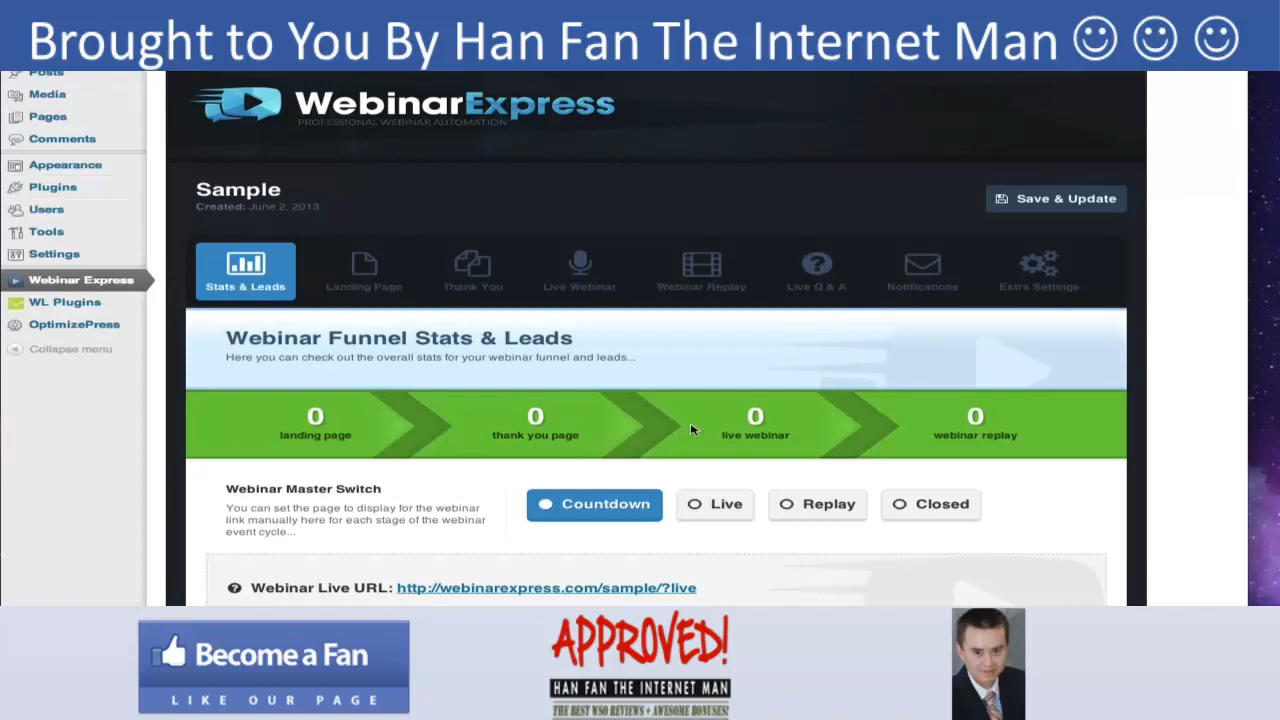 Brought to You By Han Fan The Internet Man
Posts
Media
Pages
Comments
Appearance
Plugins
Users
Tools
Settings
Webinar Express
WL Plugins
OptimizePress
Collapse menu
WebinarExpress
PROFESSIONAL WEBINAR AUTOMATION
Sample
Created: June 2, 2013
Save & Update
Stats & Leads
Landing Page
Thank You
Live Webinar
Webinar Replay
Live Q & A
Notifications
Extra Settings
Webinar Funnel Stats & Leads
Here you can check out the overall stats for your webinar funnel and leads...
0 0 0 0
landing page thank you page live webinar webinar replay
Webinar Master Switch
You can set the page to display for the webinar
link manually here for each stage of the webinar
event cycle...
Countdown Live Replay Closed
Webinar Live URL: http://webinarexpress.com/sample/?live
Become a Fan
LIKE OUR PAGE
APPROVED!
HAN FAN THE INTERNET MAN
THE BEST WSO REVIEWS + AWESOME BONUSES!